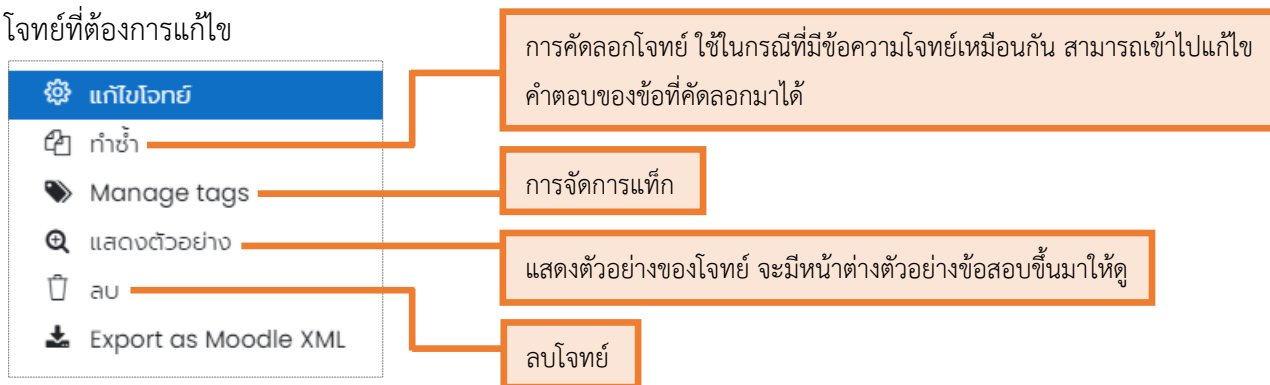 โจทย์ที่ต้องการแก้ไข
แก้ไขโจทย์
ทำซ้ำ
Manage tags
แสดงตัวอย่าง
ลบ
Export as Moodle XML
การคัดลอกโจทย์ ใช้ในกรณีที่มีข้อความโจทย์เหมือนกัน สามารถเข้าไปแก้ไข
คำตอบของข้อที่คัดลอกมาได้
การจัดการแท็ก
แสดงตัวอย่างของโจทย์ จะมีหน้าต่างตัวอย่างข้อสอบขึ้นมาให้ดู
ลบโจทย์